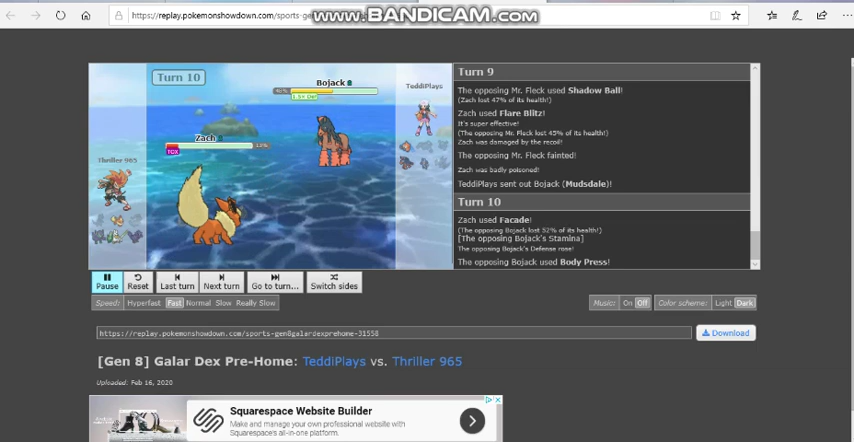 WWW.BANDICAM.COM
https://replay.pokemonshowdown.com/sports-gen
Turn 10
Bojack
1.5× Def
Zach
TOX
TeddiPlays
Thriller 965
Turn 9
The opposing Mr. Fleck used Shadow Ball!
(Zach lost 47% of its health!)
Zach used Flare Blitz!
It's super effective!
(The opposing Mr. Fleck lost 45% of its health!)
Zach was damaged by the recoil!
The opposing Mr. Fleck fainted!
Zach was badly poisoned!
TeddiPlays sent out Bojack (Mudsdale)!
Turn 10
Zach used Facade!
(The opposing Bojack lost 52% of its health!)
[The opposing Bojack's Stamina]
The opposing Bojack's Defense rose!
The opposing Bojack used Body Press!
Pause Reset Last turn Next turn Go to turn... Switch sides
Speed: Hyperfast Fast Normal Slow Really Slow Music: On Off Color scheme: Light Dark
https://replay.pokemonshowdown.com/sports-gen8galardexprehome-31558
Download
[Gen 8] Galar Dex Pre-Home: TeddiPlays vs. Thriller 965
Uploaded: Feb 16, 2020
Squarespace Website Builder
Make and manage your own professional website with
Squarespace's all-in-one platform.